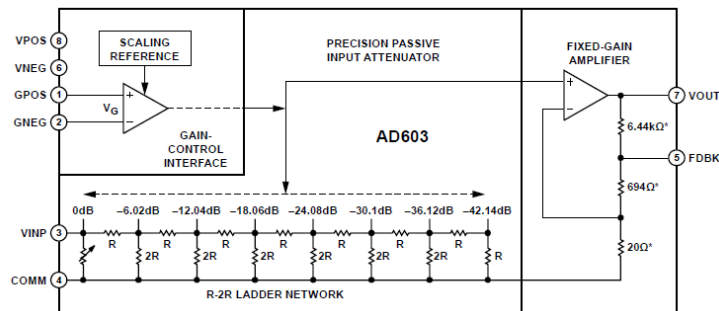 VPOS 8
VNEG 6
GPOS 1
GNEG 2
SCALING
REFERENCE
VG
+
−
GAIN-
CONTROL
INTERFACE
PRECISION PASSIVE
INPUT ATTENUATOR
AD603
FIXED-GAIN
AMPLIFIER
+
−
7 VOUT
6.44kΩ*
5 FDBK
694Ω*
20Ω*
0dB −6.02dB −12.04dB −18.06dB −24.08dB −30.1dB −36.12dB −42.14dB
VINP 3
R R R R R R R
2R 2R 2R 2R 2R 2R R
COMM 4
R-2R LADDER NETWORK